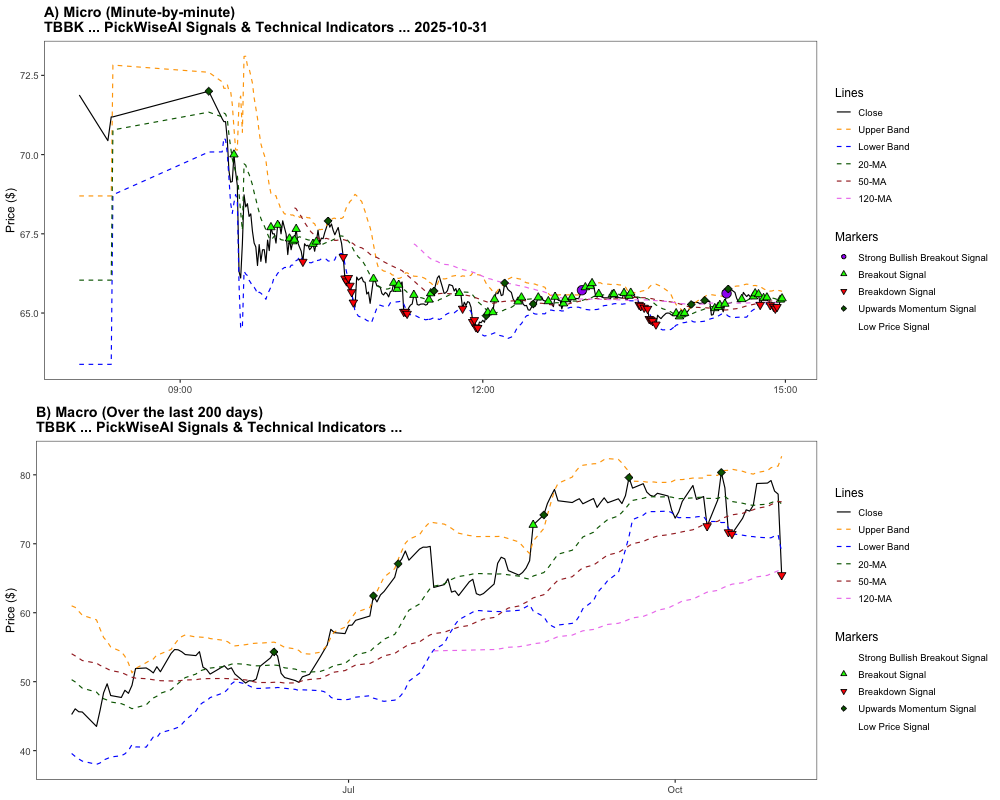 A) Micro (Minute-by-minute)
TBBK ... PickWiseAI Signals & Technical Indicators ... 2025-10-31
Price ($)
72.5
70.0
67.5
65.0
09:00
12:00
15:00
Lines
Close
Upper Band
Lower Band
20-MA
50-MA
120-MA
Markers
Strong Bullish Breakout Signal
Breakout Signal
Breakdown Signal
Upwards Momentum Signal
Low Price Signal
B) Macro (Over the last 200 days)
TBBK ... PickWiseAI Signals & Technical Indicators ...
Price ($)
80
70
60
50
40
Jul
Oct
Lines
Close
Upper Band
Lower Band
20-MA
50-MA
120-MA
Markers
Strong Bullish Breakout Signal
Breakout Signal
Breakdown Signal
Upwards Momentum Signal
Low Price Signal